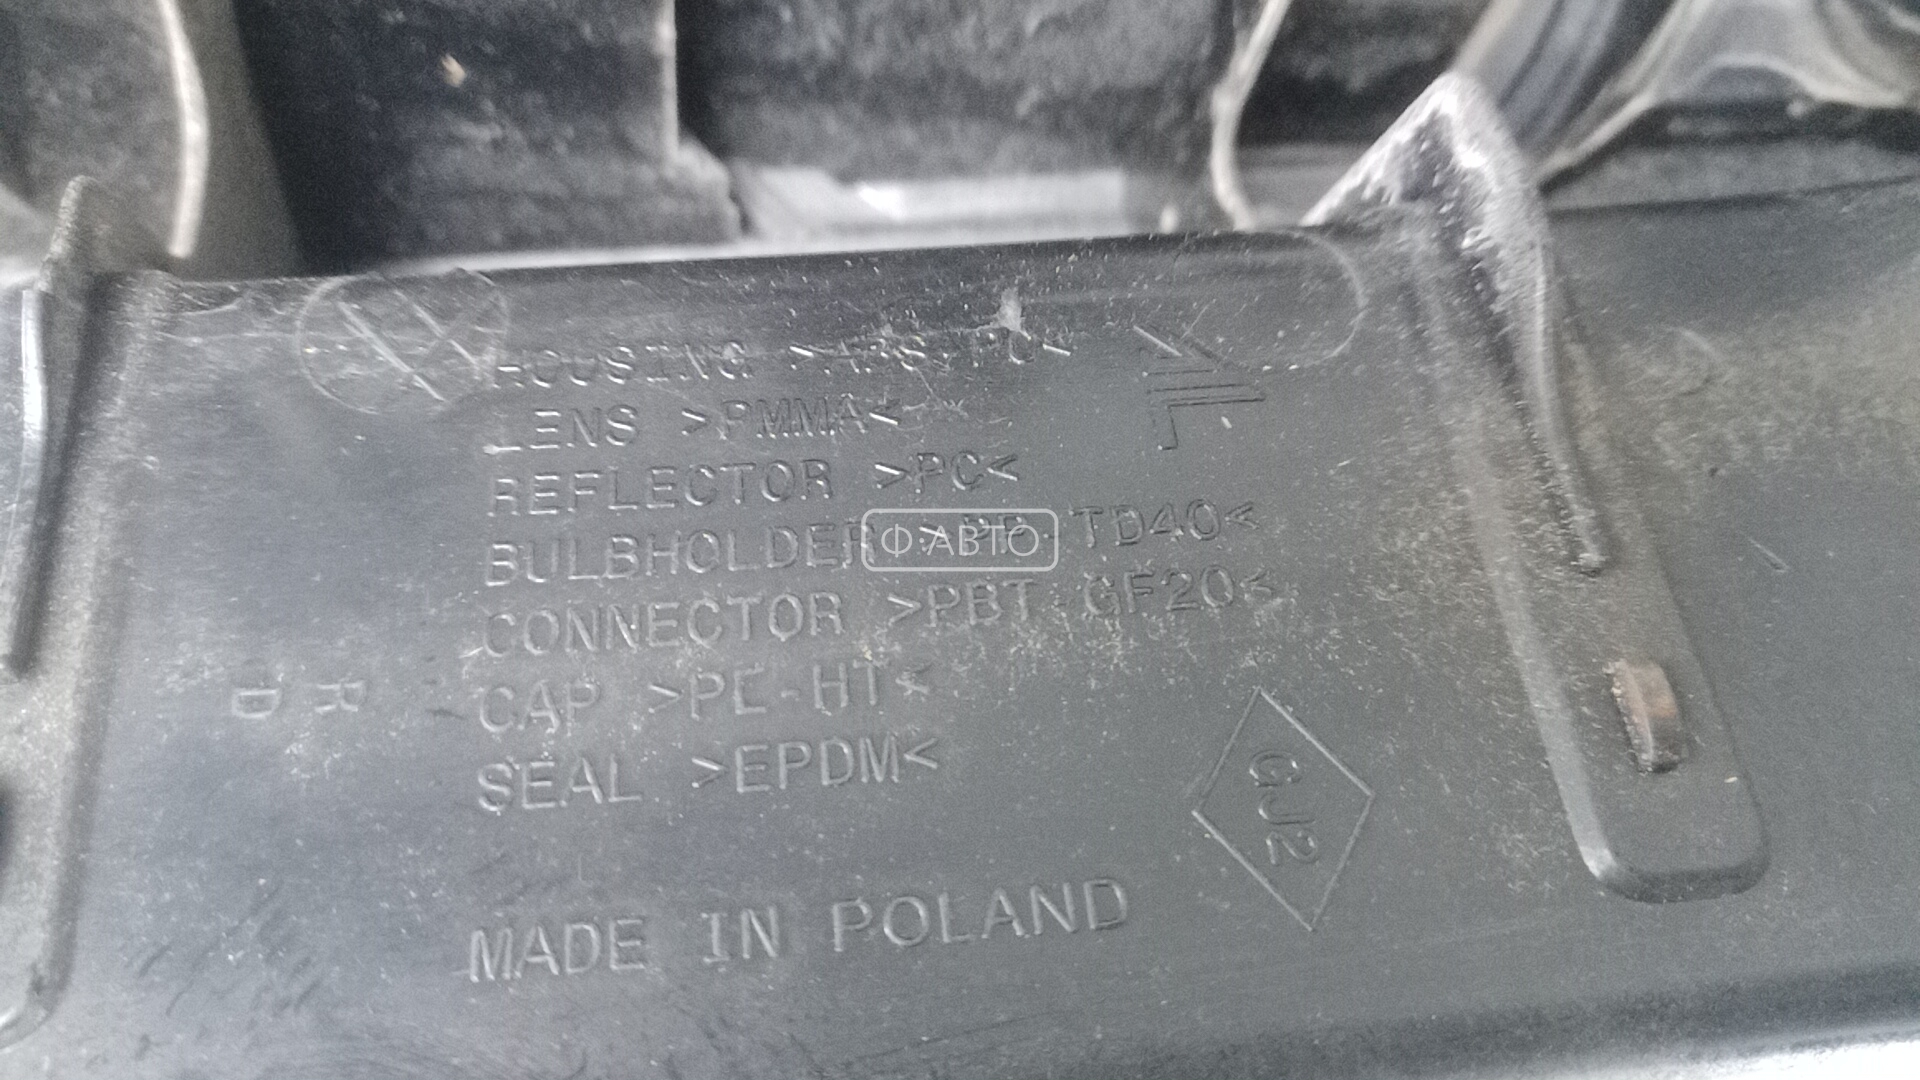 HOUSING >ABS.PC<
LENS >PMMA<
REFLECTOR >PC<
BULBHOLDER >PP.TD40<
CONNECTOR >PBT.GF20<
CAP >PE-HT<
SEAL >EPDM<
MADE IN POLAND
GJ2
R
D
Ф·АВТО